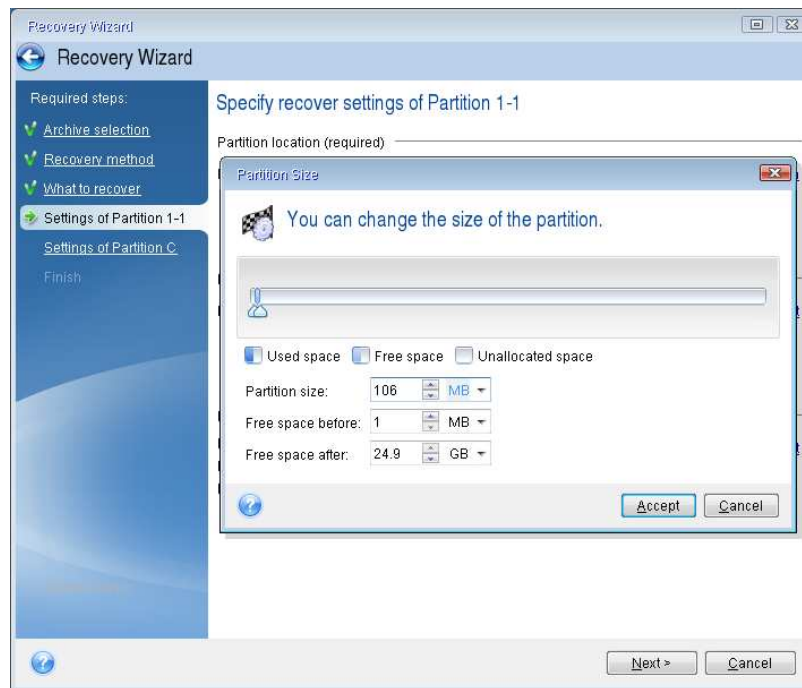 Recovery Wizard
Recovery Wizard
Required steps:
Archive selection
Recovery method
What to recover
Settings of Partition 1-1
Settings of Partition C
Finish
Specify recover settings of Partition 1-1
Partition location (required)
Partition Size
You can change the size of the partition.
Used space Free space Unallocated space
Partition size: 106 MB
Free space before: 1 MB
Free space after: 24.9 GB
Accept Cancel
Next > Cancel